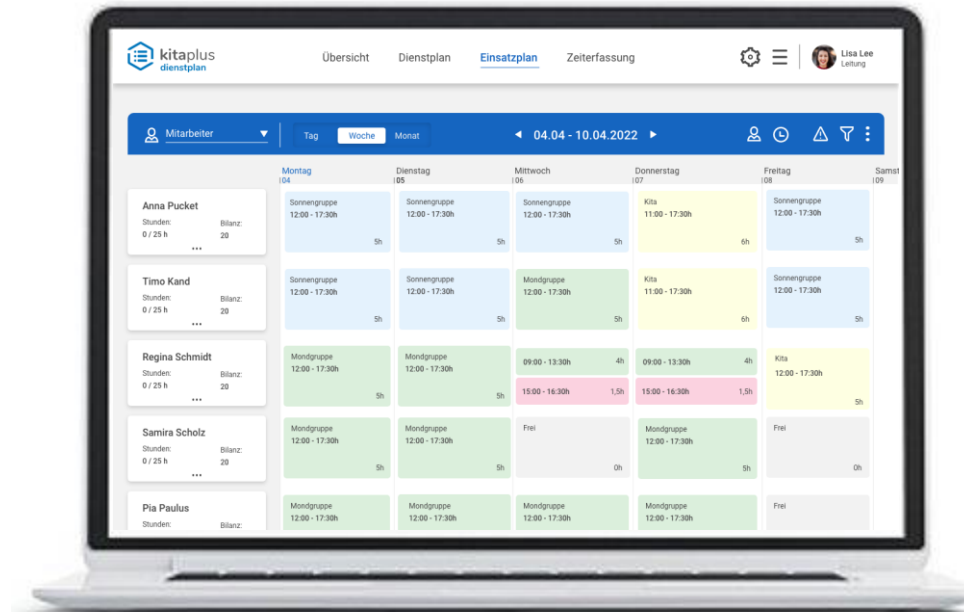 kitaplus
dienstplan
Übersicht Dienstplan Einsatzplan Zeiterfassung
Lisa Lee
Leitung
Mitarbeiter Tag Woche Monat 04.04 - 10.04.2022
Montag Dienstag Mittwoch Donnerstag Freitag Samst
04 05 06 07 08 09
Anna Pucket
Stunden: Bilanz:
0 / 25 h 20
Sonnengruppe Sonnengruppe Sonnengruppe Kita Sonnengruppe
12:00 - 17:30h 12:00 - 17:30h 12:00 - 17:30h 11:00 - 17:30h 12:00 - 17:30h
5h 5h 5h 6h 5h
Timo Kand
Stunden: Bilanz:
0 / 25 h 20
Sonnengruppe Sonnengruppe Mondgruppe Kita Sonnengruppe
12:00 - 17:30h 12:00 - 17:30h 12:00 - 17:30h 11:00 - 17:30h 12:00 - 17:30h
5h 5h 5h 6h 5h
Regina Schmidt
Stunden: Bilanz:
0 / 25 h 20
Mondgruppe Mondgruppe 09:00 - 13:30h 4h 09:00 - 13:30h 4h Kita
12:00 - 17:30h 12:00 - 17:30h 15:00 - 16:30h 1,5h 15:00 - 16:30h 1,5h 12:00 - 17:30h
5h 5h 5h
Samira Scholz
Stunden: Bilanz:
0 / 25 h 20
Mondgruppe Mondgruppe Frei Mondgruppe Frei
12:00 - 17:30h 12:00 - 17:30h 12:00 - 17:30h
5h 5h 0h 5h 0h
Pia Paulus
Stunden: Bilanz:
Mondgruppe Mondgruppe Mondgruppe Mondgruppe Frei
12:00 - 17:30h 12:00 - 17:30h 12:00 - 17:30h 12:00 - 17:30h